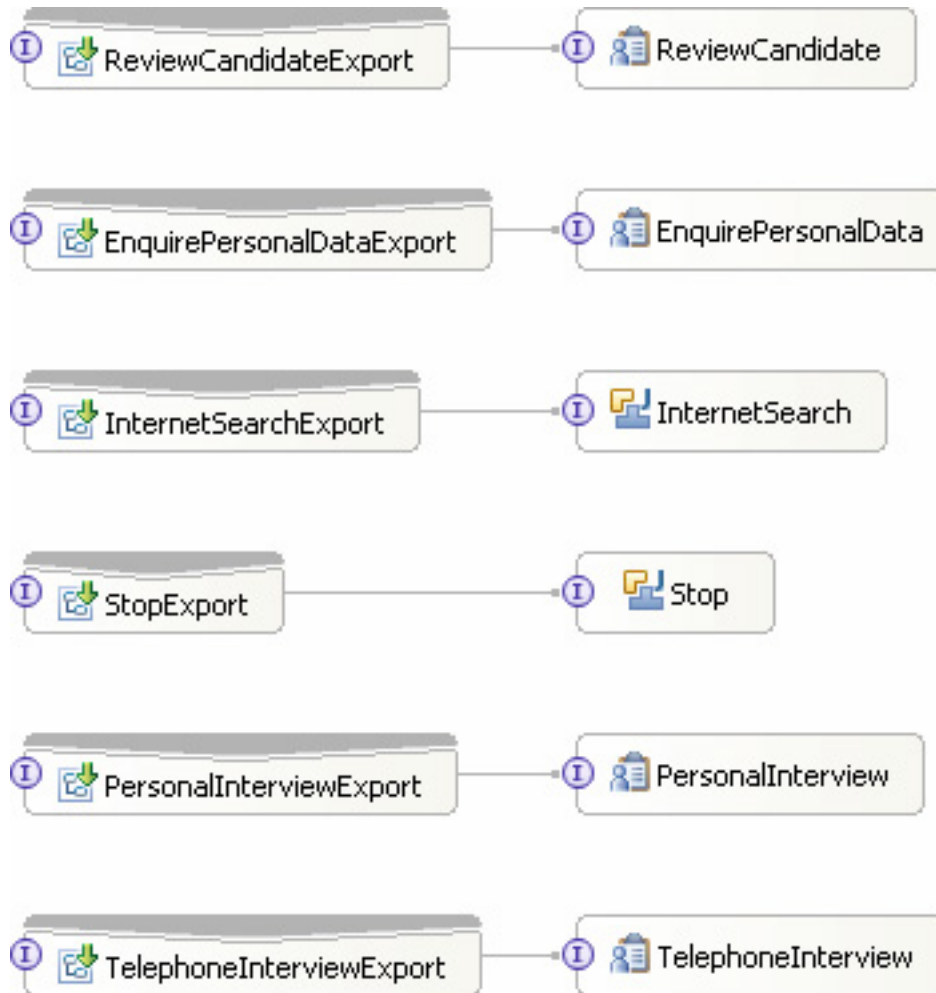 I ReviewCandidateExport I ReviewCandidate
I EnquirePersonalDataExport I EnquirePersonalData
I InternetSearchExport I InternetSearch
I StopExport I Stop
I PersonalInterviewExport I PersonalInterview
I TelephoneInterviewExport I TelephoneInterview